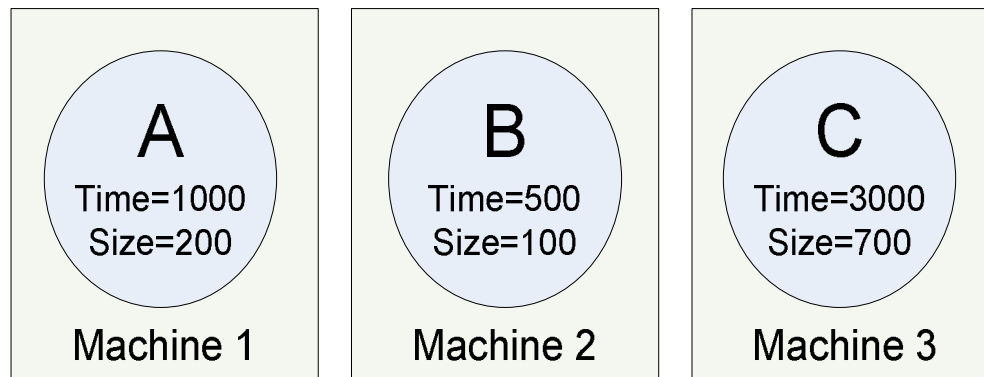 A
Time=1000
Size=200
Machine 1
B
Time=500
Size=100
Machine 2
C
Time=3000
Size=700
Machine 3